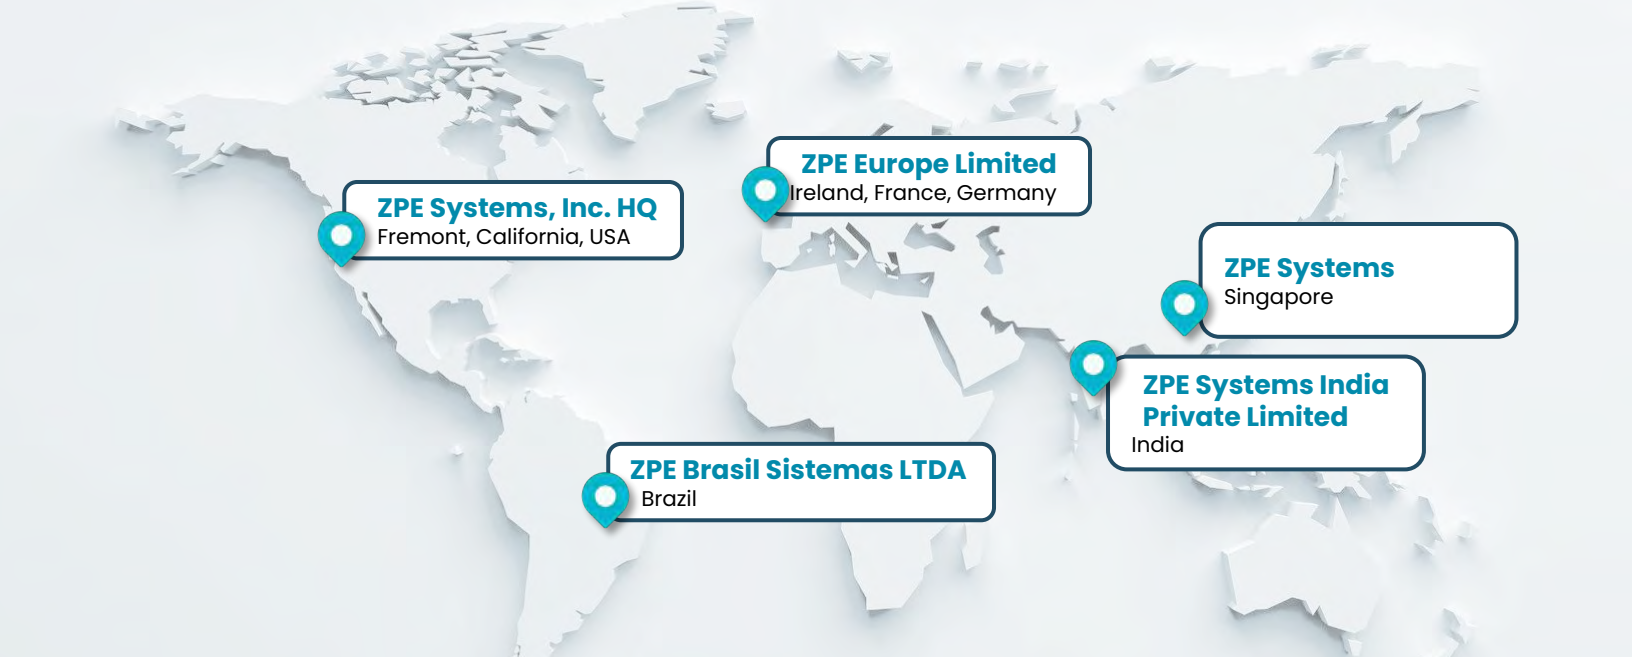 ZPE Europe Limited
Ireland, France, Germany
ZPE Systems, Inc. HQ
Fremont, California, USA
ZPE Systems
Singapore
ZPE Systems India
Private Limited
India
ZPE Brasil Sistemas LTDA
Brazil